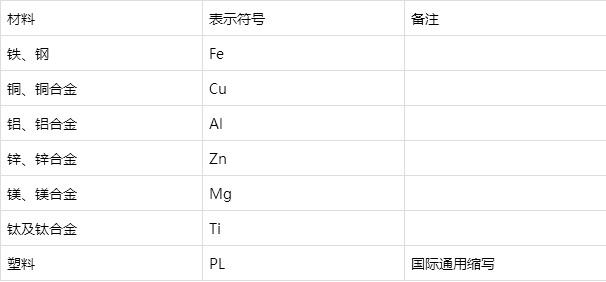 材料 表示符号 备注
铁、钢 Fe
铜、铜合金 Cu
铝、铝合金 Al
锌、锌合金 Zn
镁、镁合金 Mg
钛及钛合金 Ti
塑料 PL 国际通用缩写